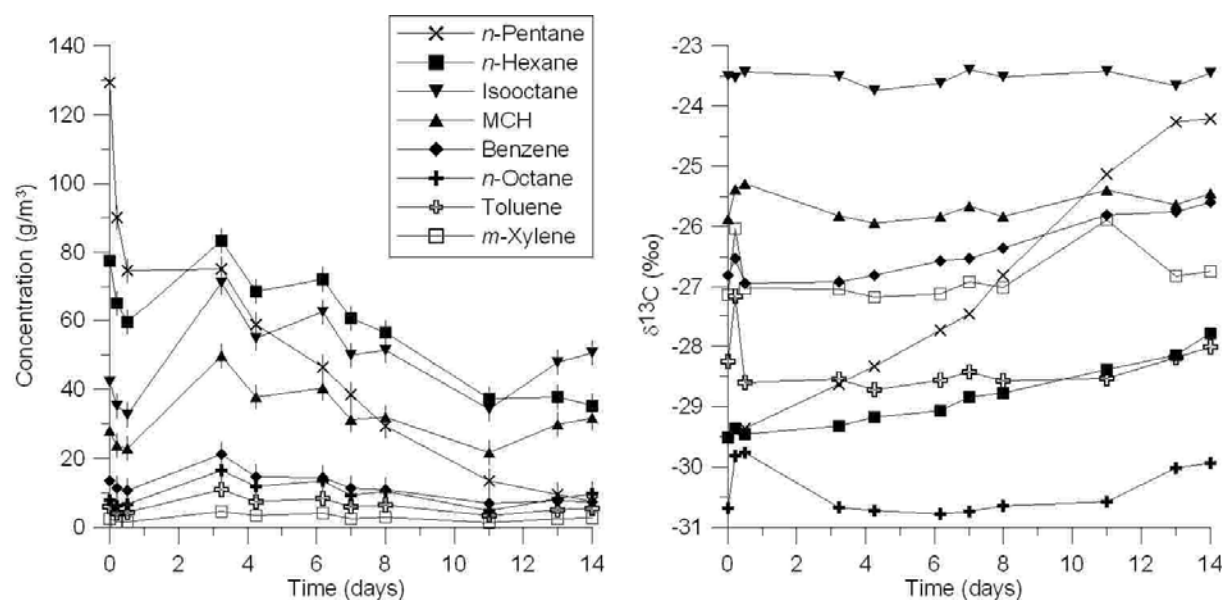 Concentration (g/m³)
140
120
100
80
60
40
20
0
0 2 4 6 8 10 12 14
Time (days)
n-Pentane
n-Hexane
Isooctane
MCH
Benzene
n-Octane
Toluene
m-Xylene
δ13C (‰)
-23
-24
-25
-26
-27
-28
-29
-30
-31
0 2 4 6 8 10 12 14
Time (days)